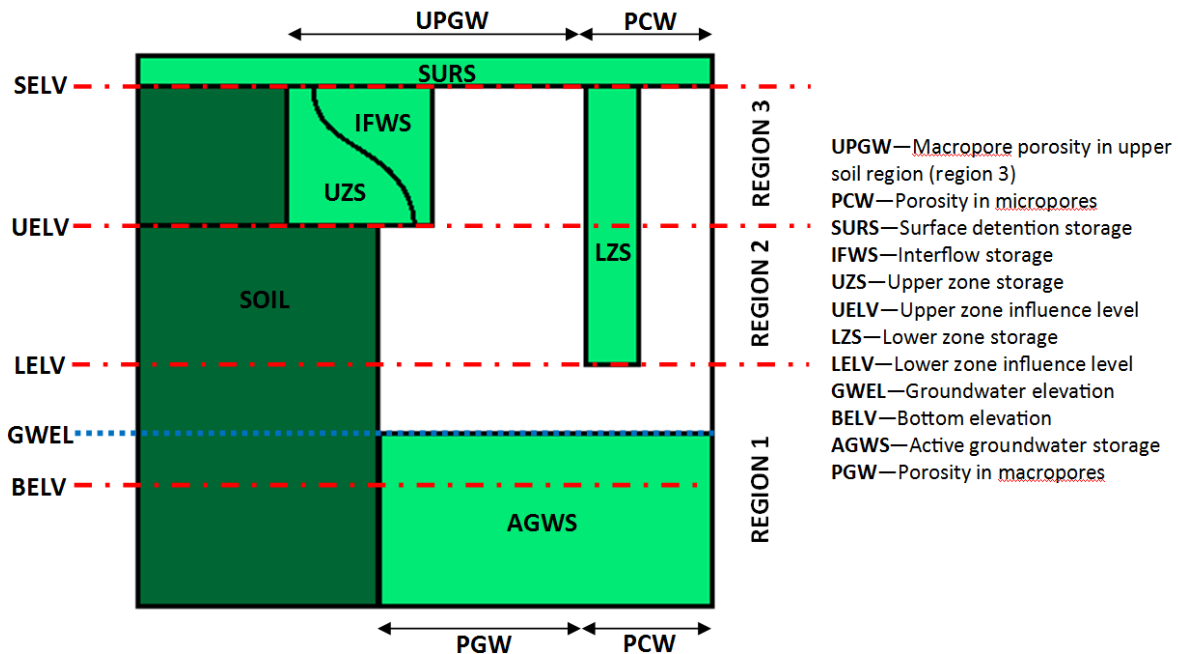 UPGW
PCW
SELV
SURS
IFWS
UZS
REGION 3
UELV
LZS
SOIL
REGION 2
LELV
GWEL
BELV
AGWS
REGION 1
PGW
PCW
UPGW—Macropore porosity in upper
soil region (region 3)
PCW—Porosity in micropores
SURS—Surface detention storage
IFWS—Interflow storage
UZS—Upper zone storage
UELV—Upper zone influence level
LZS—Lower zone storage
LELV—Lower zone influence level
GWEL—Groundwater elevation
BELV—Bottom elevation
AGWS—Active groundwater storage
PGW—Porosity in macropores